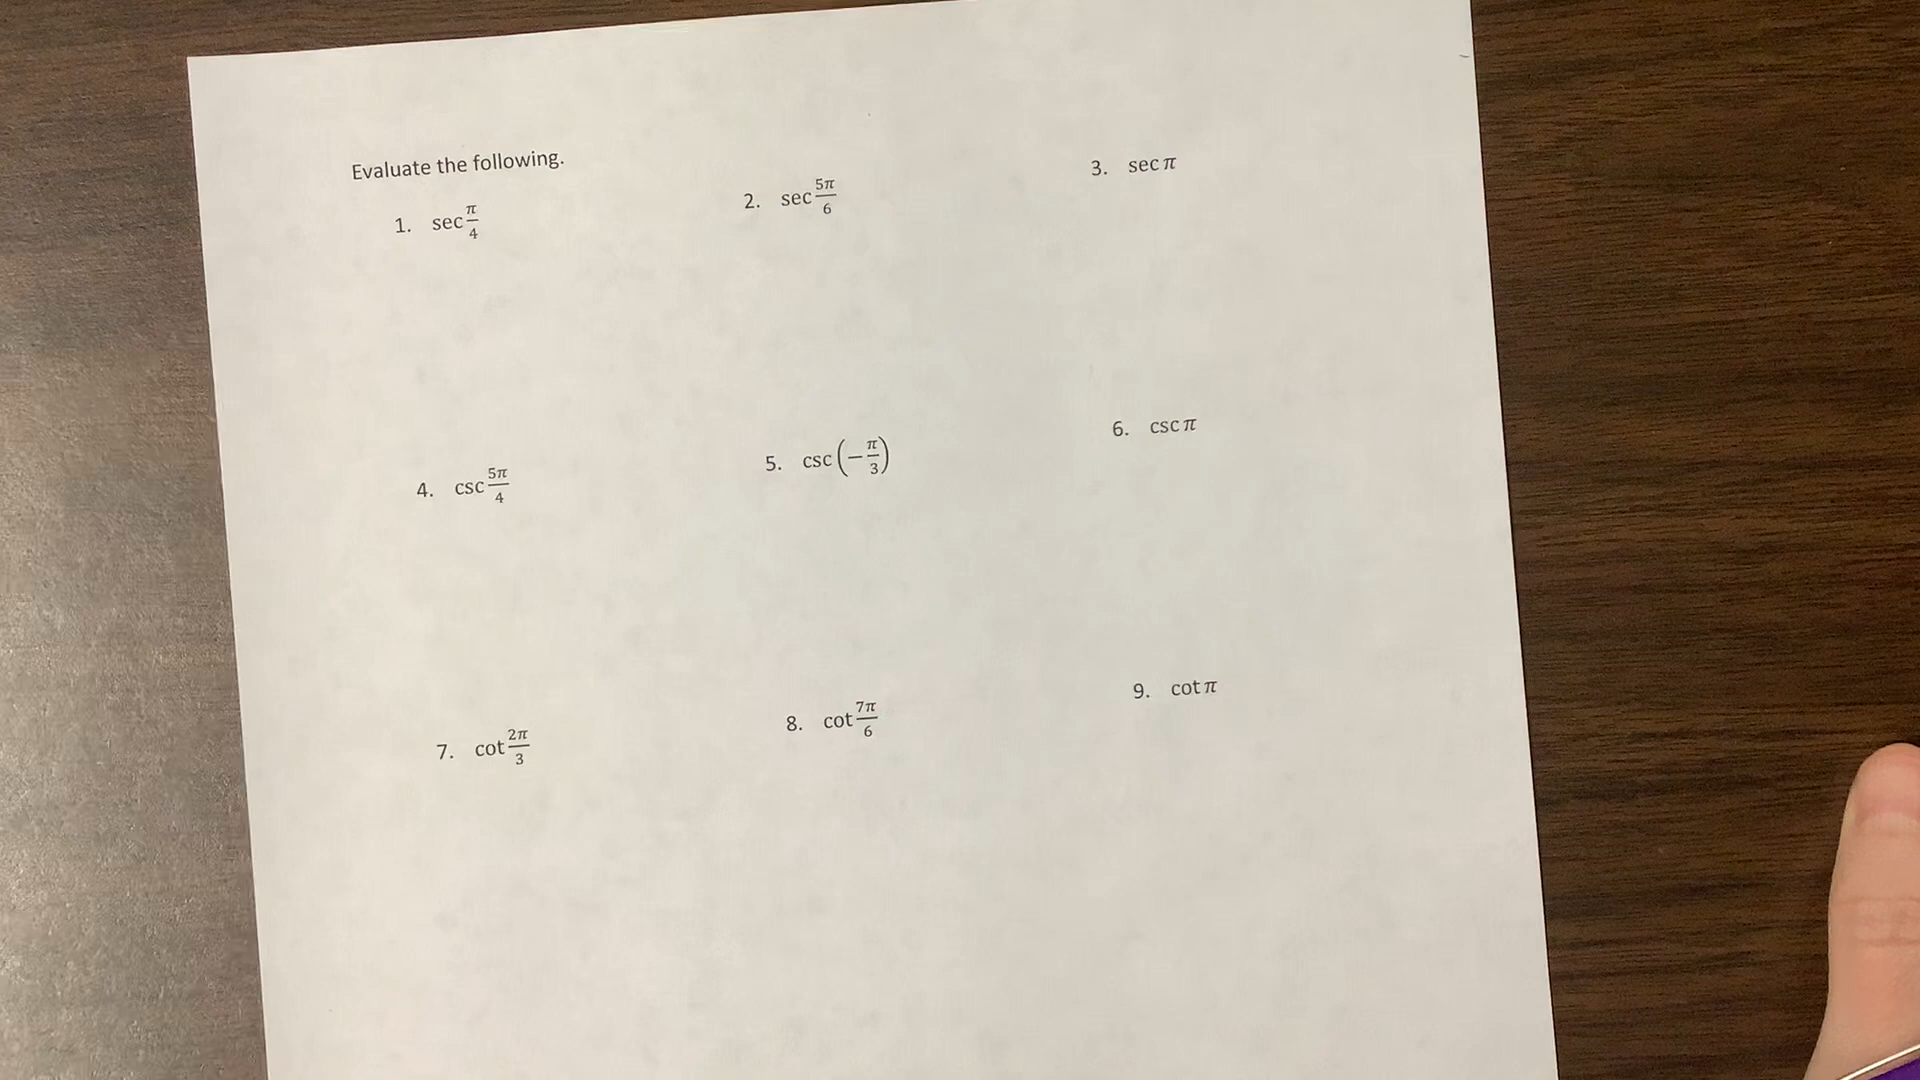 Evaluate the following.
1. sec π/4
2. sec 5π/6
3. sec π
4. csc 5π/4
5. csc (−π/3)
6. csc π
7. cot 2π/3
8. cot 7π/6
9. cot π